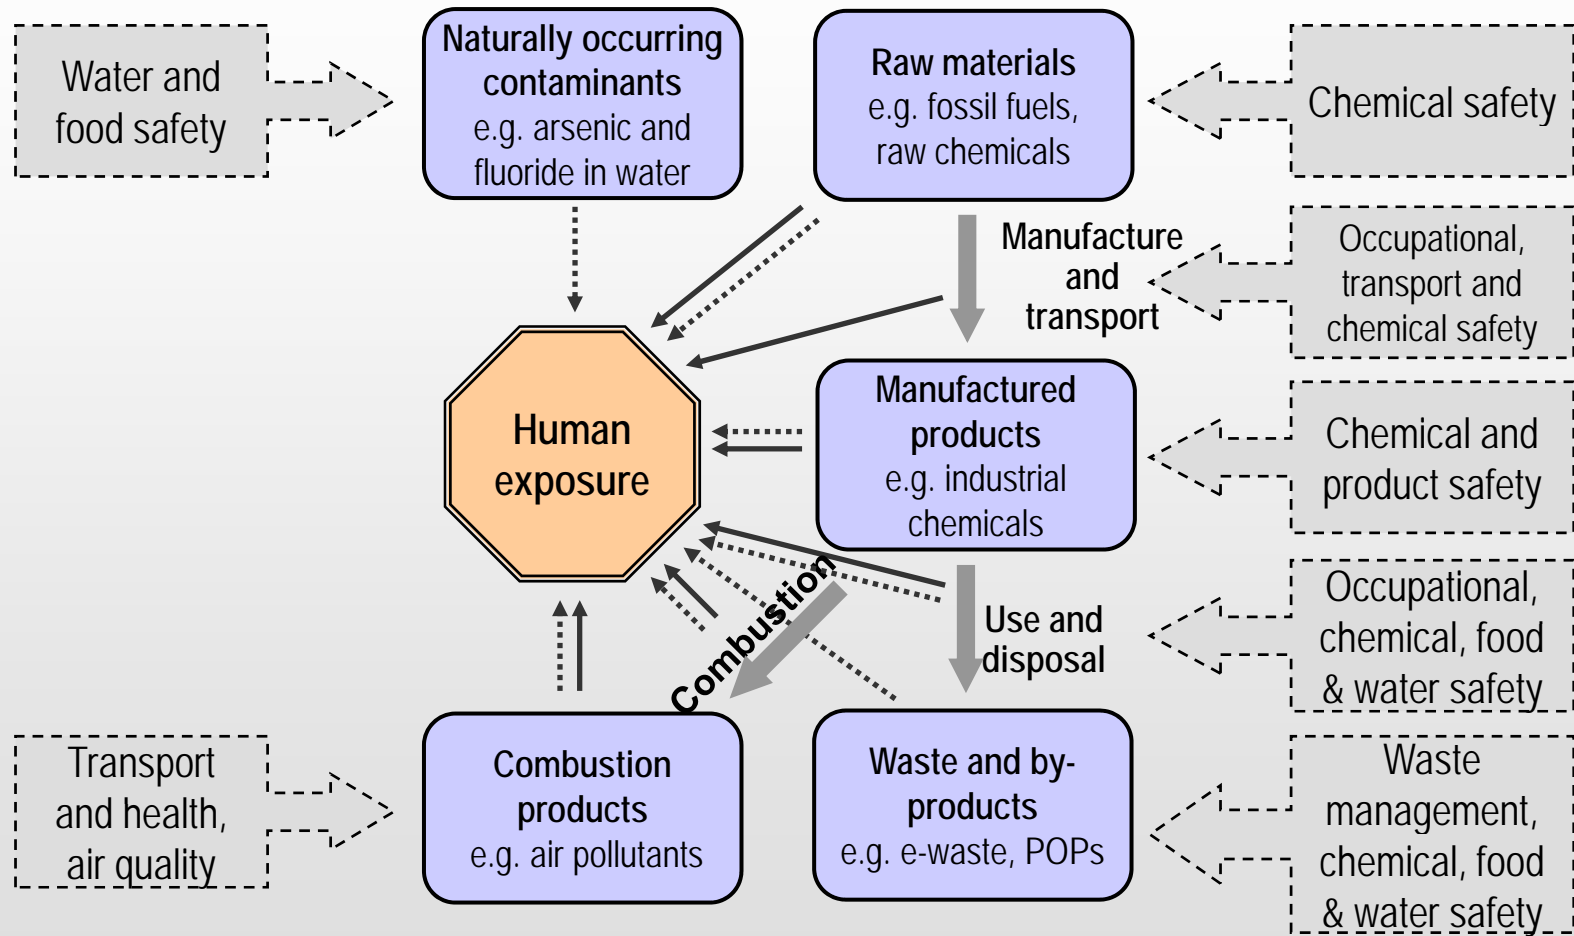 Water and
food safety
Naturally occurring
contaminants
e.g. arsenic and
fluoride in water
Raw materials
e.g. fossil fuels,
raw chemicals
Chemical safety
Manufacture
and
transport
Occupational,
transport and
chemical safety
Human
exposure
Manufactured
products
e.g. industrial
chemicals
Chemical and
product safety
Combustion
Use and
disposal
Occupational,
chemical, food
& water safety
Transport
and health,
air quality
Combustion
products
e.g. air pollutants
Waste and by-
products
e.g. e-waste, POPs
Waste
management,
chemical, food
& water safety